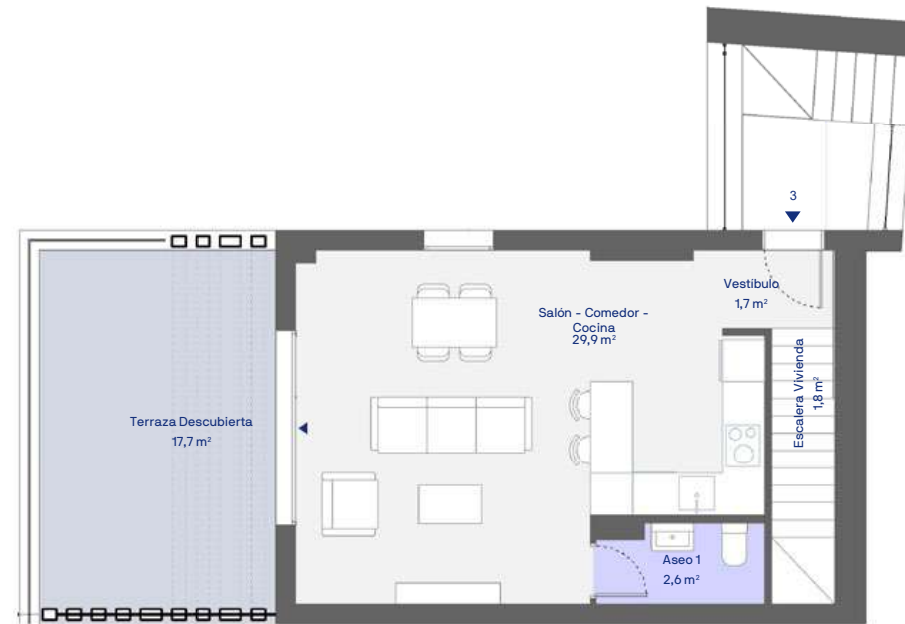 3
Vestíbulo
1,7 m²
Salón - Comedor -
Cocina
29,9 m²
Escalera Vivienda
1,8 m²
Terraza Descubierta
17,7 m²
Aseo 1
2,6 m²